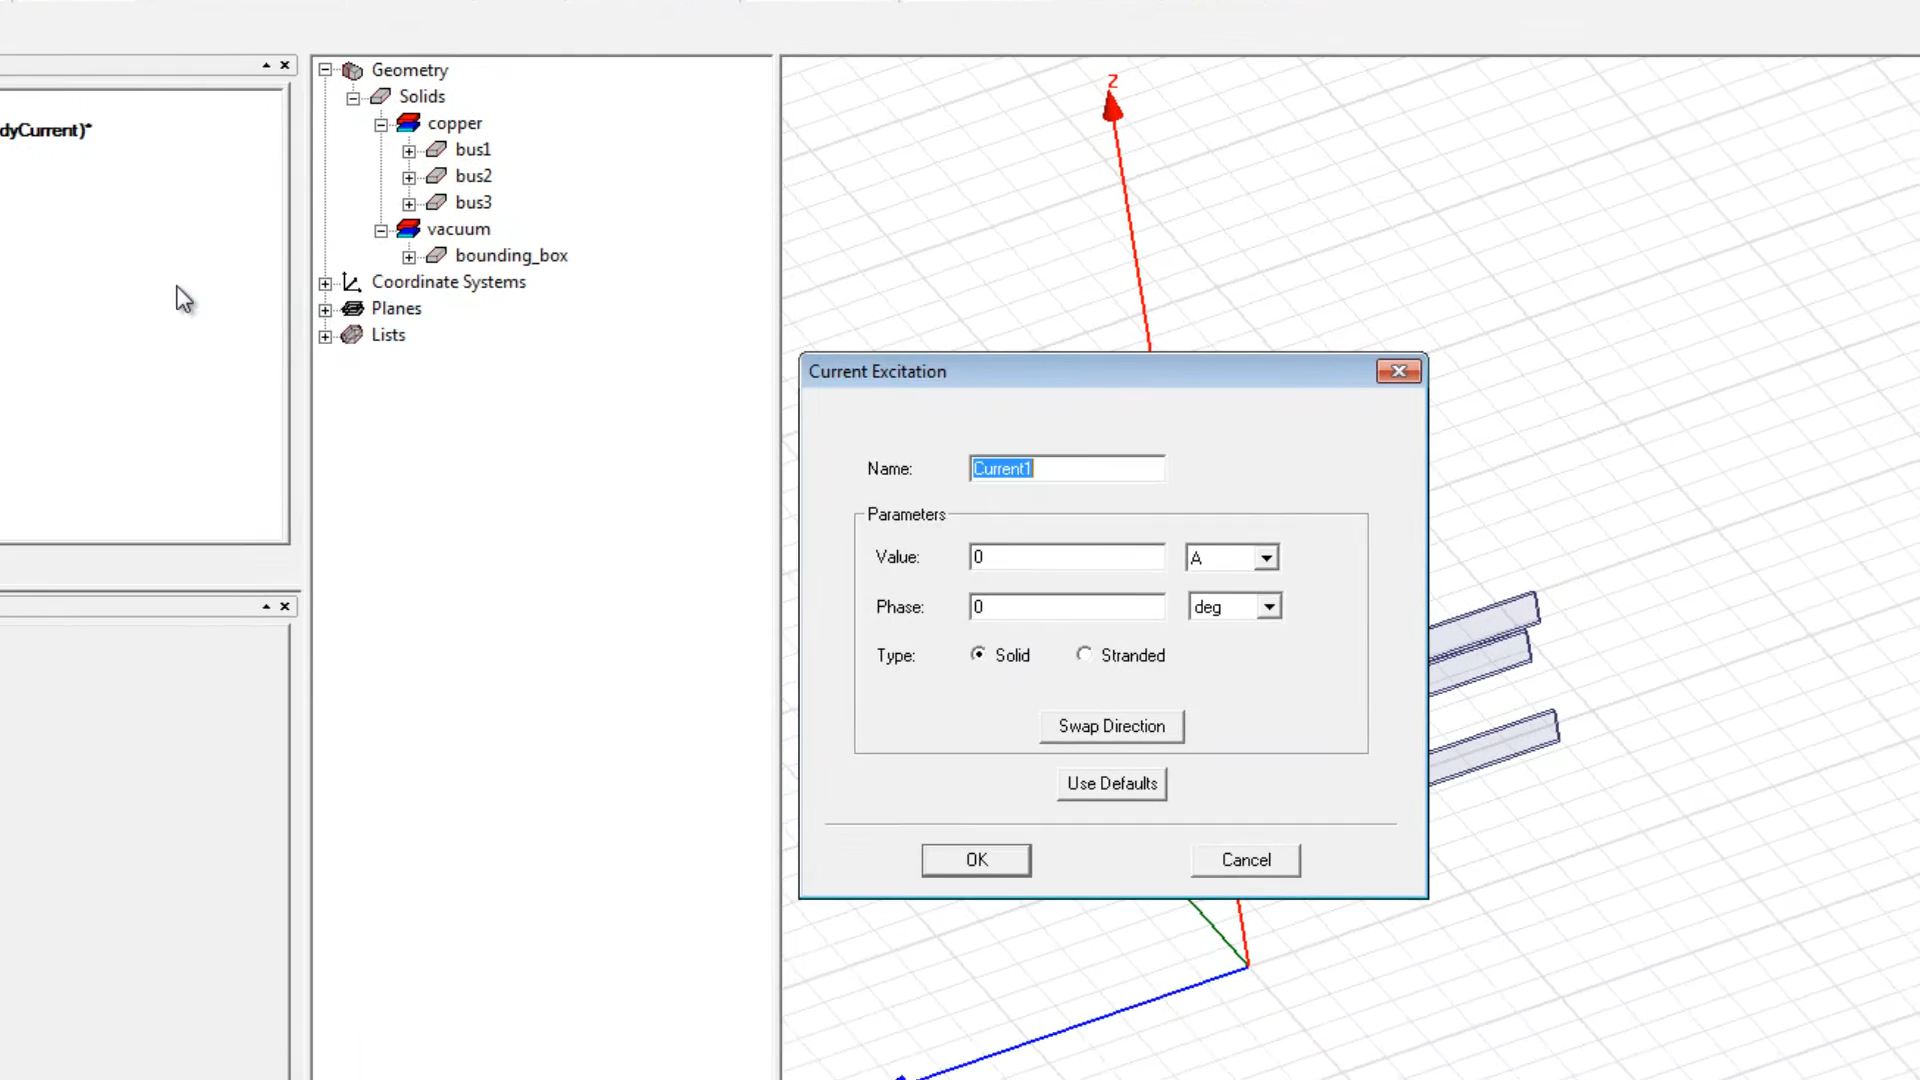 dyCurrent)*
Geometry
Solids
copper
bus1
bus2
bus3
vacuum
bounding_box
Coordinate Systems
Planes
Lists
Z
Current Excitation
Name: Current1
Parameters
Value: 0 A
Phase: 0 deg
Type: Solid Stranded
Swap Direction
Use Defaults
OK Cancel